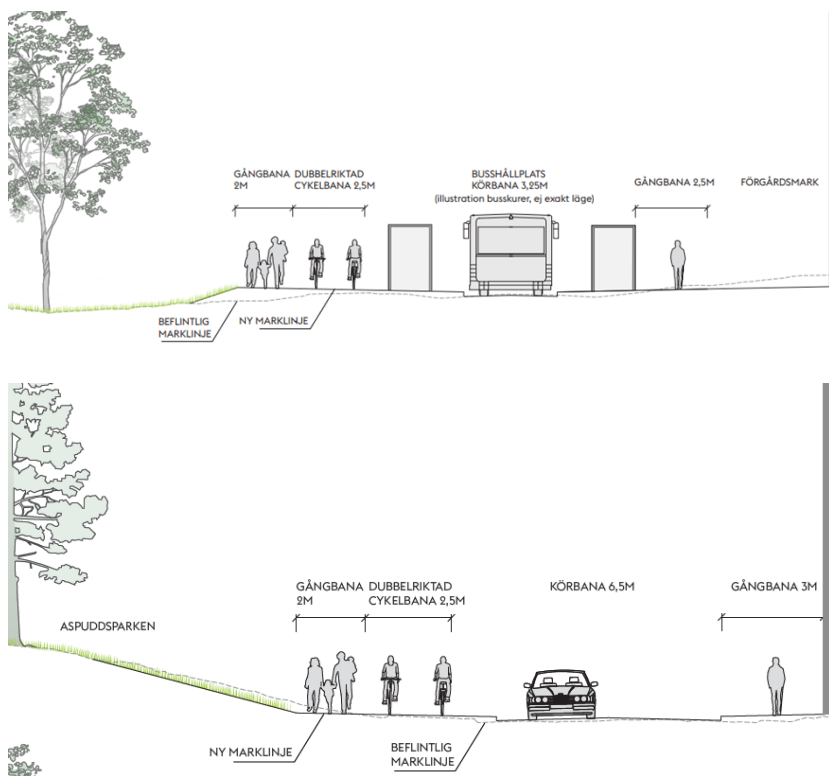 GÅNGBANA
2M
DUBBELRIKTAD
CYKELBANA 2,5M
BUSSHÅLLPLATS
KÖRBANA 3,25M
(illustration busskurer, ej exakt läge)
GÅNGBANA 2,5M
FÖRGÅRDSMARK
BEFLINTLIG
MARKLINJE
NY MARKLINJE
GÅNGBANA
2M
DUBBELRIKTAD
CYKELBANA 2,5M
KÖRBANA 6,5M
GÅNGBANA 3M
ASPUDDSPARKEN
NY MARKLINJE
BEFLINTLIG
MARKLINJE